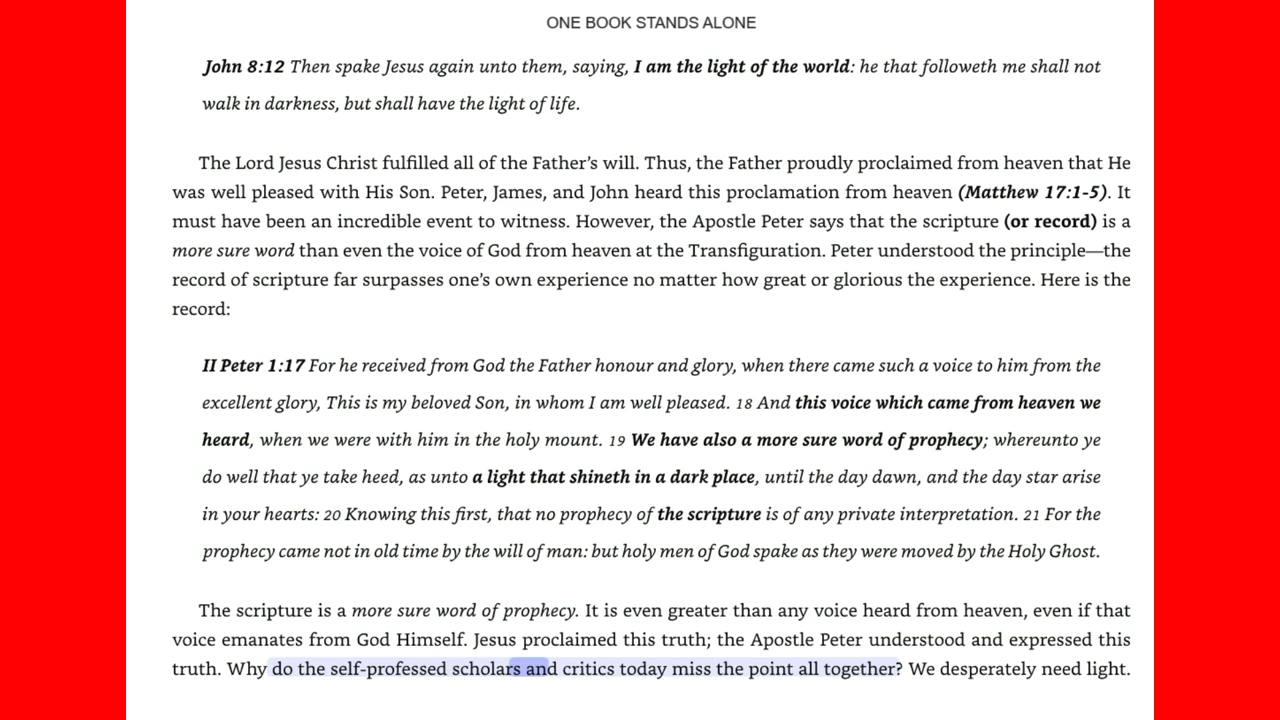 ONE BOOK STANDS ALONE
John 8:12 Then spake Jesus again unto them, saying, I am the light of the world: he that followeth me shall not
walk in darkness, but shall have the light of life.
The Lord Jesus Christ fulfilled all of the Father’s will. Thus, the Father proudly proclaimed from heaven that He
was well pleased with His Son. Peter, James, and John heard this proclamation from heaven (Matthew 17:1-5). It
must have been an incredible event to witness. However, the Apostle Peter says that the scripture (or record) is a
more sure word than even the voice of God from heaven at the Transfiguration. Peter understood the principle—the
record of scripture far surpasses one’s own experience no matter how great or glorious the experience. Here is the
record:
II Peter 1:17 For he received from God the Father honour and glory, when there came such a voice to him from the
excellent glory, This is my beloved Son, in whom I am well pleased. 18 And this voice which came from heaven we
heard, when we were with him in the holy mount. 19 We have also a more sure word of prophecy; whereunto ye
do well that ye take heed, as unto a light that shineth in a dark place, until the day dawn, and the day star arise
in your hearts: 20 Knowing this first, that no prophecy of the scripture is of any private interpretation. 21 For the
prophecy came not in old time by the will of man: but holy men of God spake as they were moved by the Holy Ghost.
The scripture is a more sure word of prophecy. It is even greater than any voice heard from heaven, even if that
voice emanates from God Himself. Jesus proclaimed this truth; the Apostle Peter understood and expressed this
truth. Why do the self-professed scholars and critics today miss the point all together? We desperately need light.